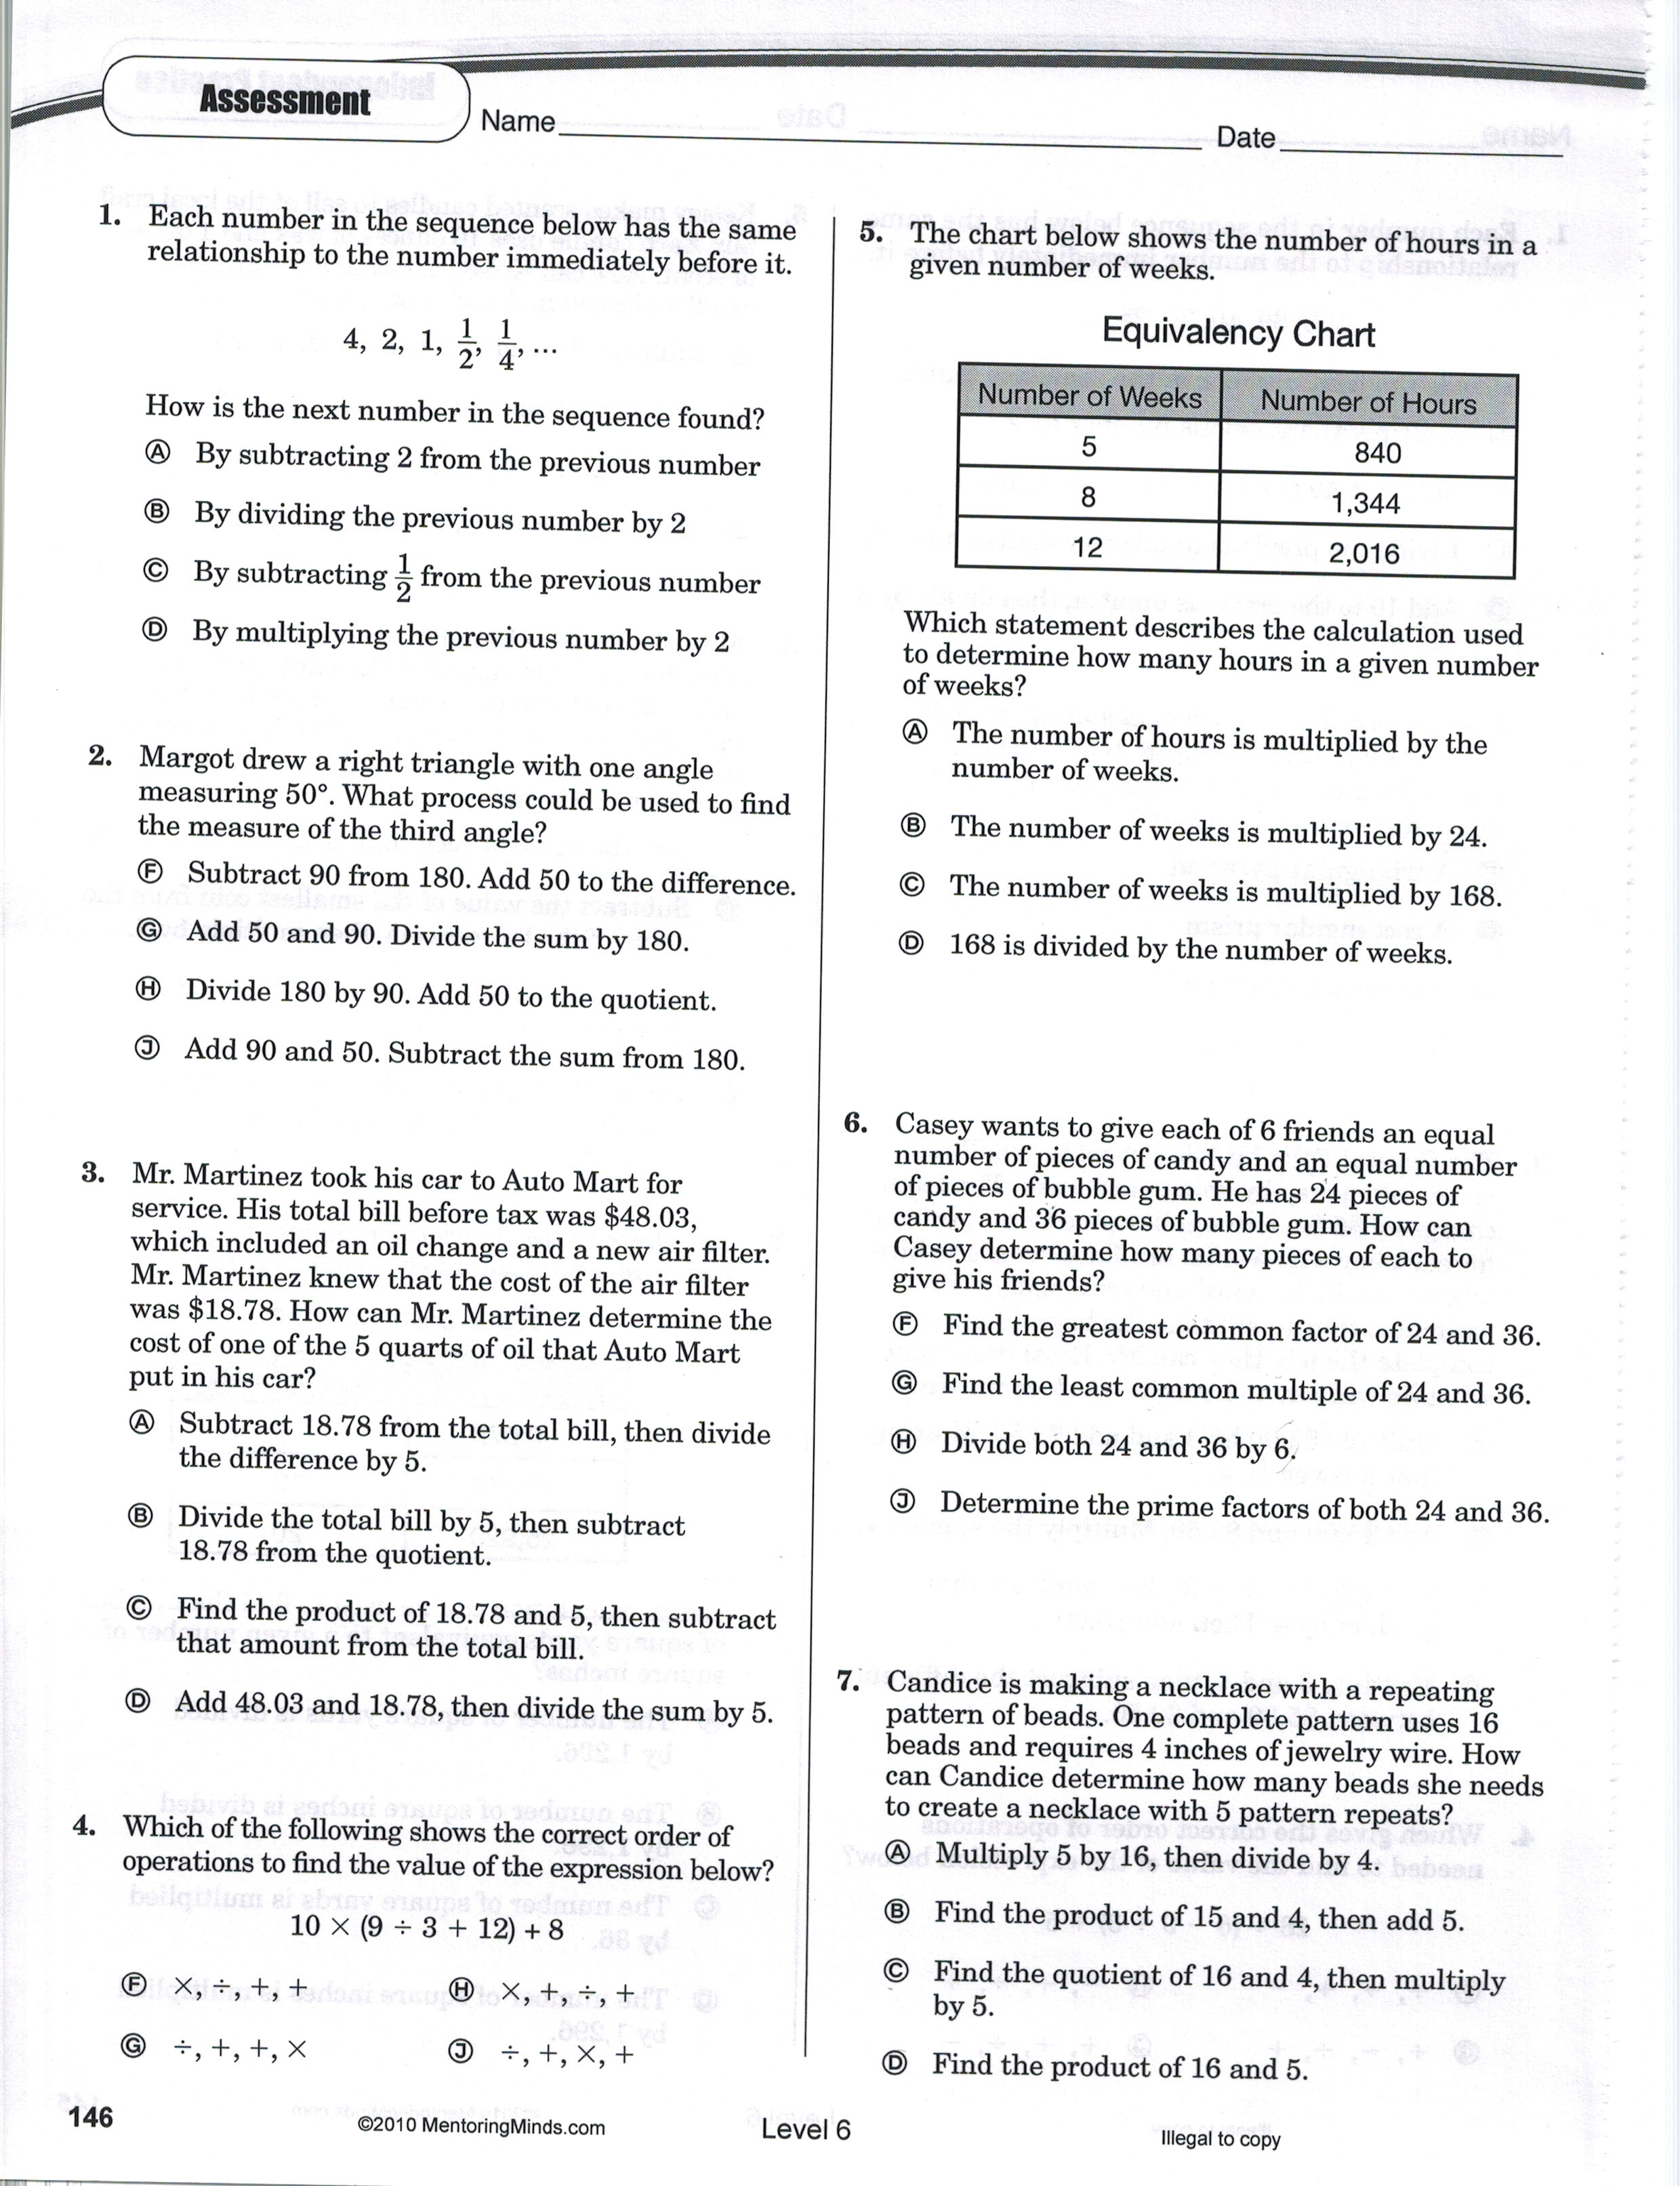 Assessment
Name
Date
1. Each number in the sequence below has the same
relationship to the number immediately before it.
4, 2, 1, 1/2, 1/4, ...
How is the next number in the sequence found?
Ⓐ By subtracting 2 from the previous number
Ⓑ By dividing the previous number by 2
Ⓒ By subtracting 1/2 from the previous number
Ⓓ By multiplying the previous number by 2
2. Margot drew a right triangle with one angle
measuring 50°. What process could be used to find
the measure of the third angle?
Ⓕ Subtract 90 from 180. Add 50 to the difference.
Ⓖ Add 50 and 90. Divide the sum by 180.
Ⓗ Divide 180 by 90. Add 50 to the quotient.
Ⓙ Add 90 and 50. Subtract the sum from 180.
3. Mr. Martinez took his car to Auto Mart for
service. His total bill before tax was $48.03,
which included an oil change and a new air filter.
Mr. Martinez knew that the cost of the air filter
was $18.78. How can Mr. Martinez determine the
cost of one of the 5 quarts of oil that Auto Mart
put in his car?
Ⓐ Subtract 18.78 from the total bill, then divide
the difference by 5.
Ⓑ Divide the total bill by 5, then subtract
18.78 from the quotient.
Ⓒ Find the product of 18.78 and 5, then subtract
that amount from the total bill.
Ⓓ Add 48.03 and 18.78, then divide the sum by 5.
4. Which of the following shows the correct order of
operations to find the value of the expression below?
10 × (9 ÷ 3 + 12) + 8
Ⓕ ×, ÷, +, + Ⓗ ×, +, ÷, +
Ⓖ ÷, +, +, × Ⓙ ÷, +, ×, +
5. The chart below shows the number of hours in a
given number of weeks.
Equivalency Chart
Number of Weeks Number of Hours
5 840
8 1,344
12 2,016
Which statement describes the calculation used
to determine how many hours in a given number
of weeks?
Ⓐ The number of hours is multiplied by the
number of weeks.
Ⓑ The number of weeks is multiplied by 24.
Ⓒ The number of weeks is multiplied by 168.
Ⓓ 168 is divided by the number of weeks.
6. Casey wants to give each of 6 friends an equal
number of pieces of candy and an equal number
of pieces of bubble gum. He has 24 pieces of
candy and 36 pieces of bubble gum. How can
Casey determine how many pieces of each to
give his friends?
Ⓕ Find the greatest common factor of 24 and 36.
Ⓖ Find the least common multiple of 24 and 36.
Ⓗ Divide both 24 and 36 by 6.
Ⓙ Determine the prime factors of both 24 and 36.
7. Candice is making a necklace with a repeating
pattern of beads. One complete pattern uses 16
beads and requires 4 inches of jewelry wire. How
can Candice determine how many beads she needs
to create a necklace with 5 pattern repeats?
Ⓐ Multiply 5 by 16, then divide by 4.
Ⓑ Find the product of 15 and 4, then add 5.
Ⓒ Find the quotient of 16 and 4, then multiply
by 5.
Ⓓ Find the product of 16 and 5.
146
©2010 MentoringMinds.com
Level 6
Illegal to copy